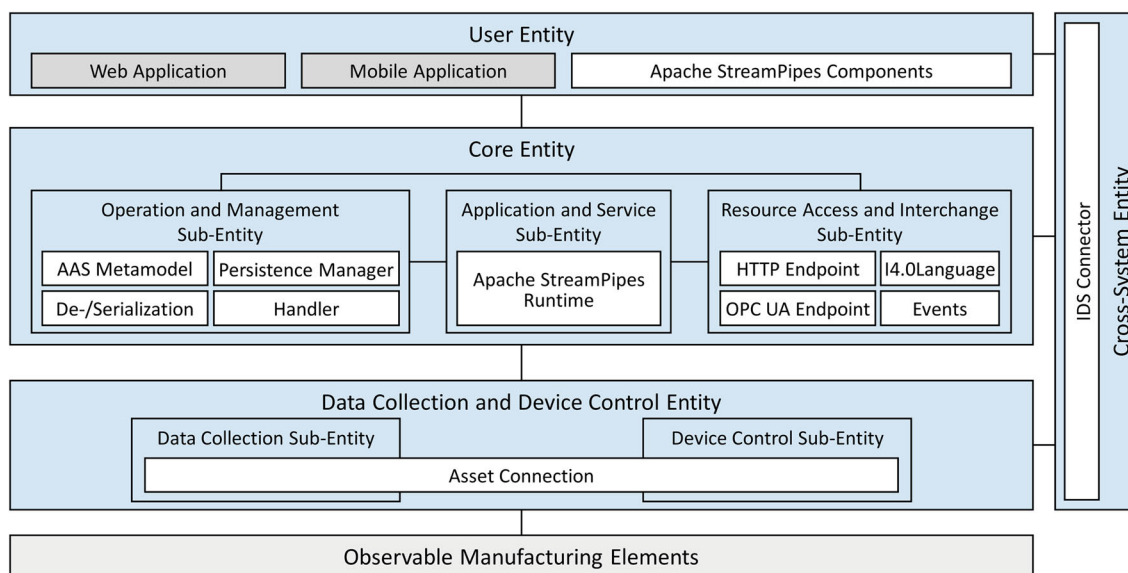 User Entity
Web Application
Mobile Application
Apache StreamPipes Components
Core Entity
Operation and Management
Sub-Entity
AAS Metamodel
Persistence Manager
De-/Serialization
Handler
Application and Service
Sub-Entity
Apache StreamPipes
Runtime
Resource Access and Interchange
Sub-Entity
HTTP Endpoint
I4.0Language
OPC UA Endpoint
Events
Data Collection and Device Control Entity
Data Collection Sub-Entity
Device Control Sub-Entity
Asset Connection
Observable Manufacturing Elements
IDS Connector
Cross-System Entity